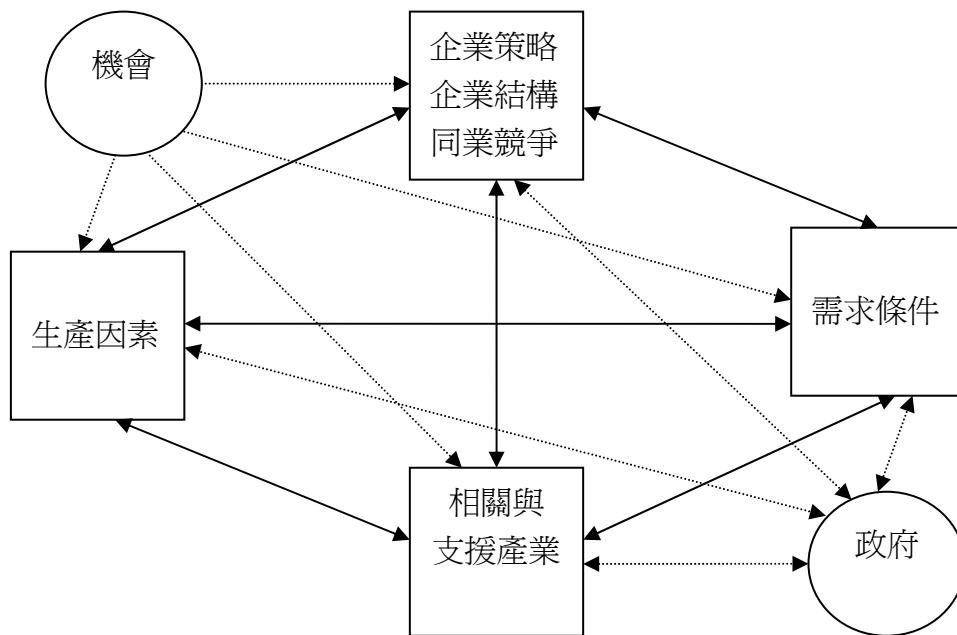 機會
企業策略
企業結構
同業競爭
生產因素
需求條件
相關與
支援產業
政府